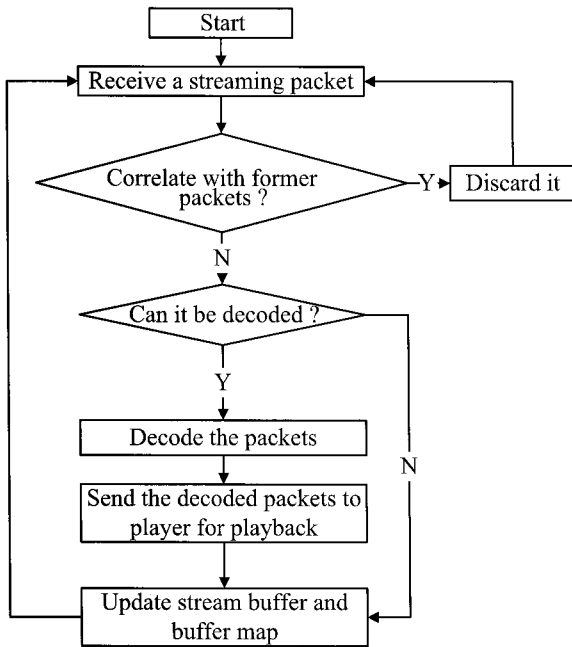 Start
Receive a streaming packet
Correlate with former
packets ?
Y
Discard it
N
Can it be decoded ?
Y
Decode the packets
N
Send the decoded packets to
player for playback
Update stream buffer and
buffer map